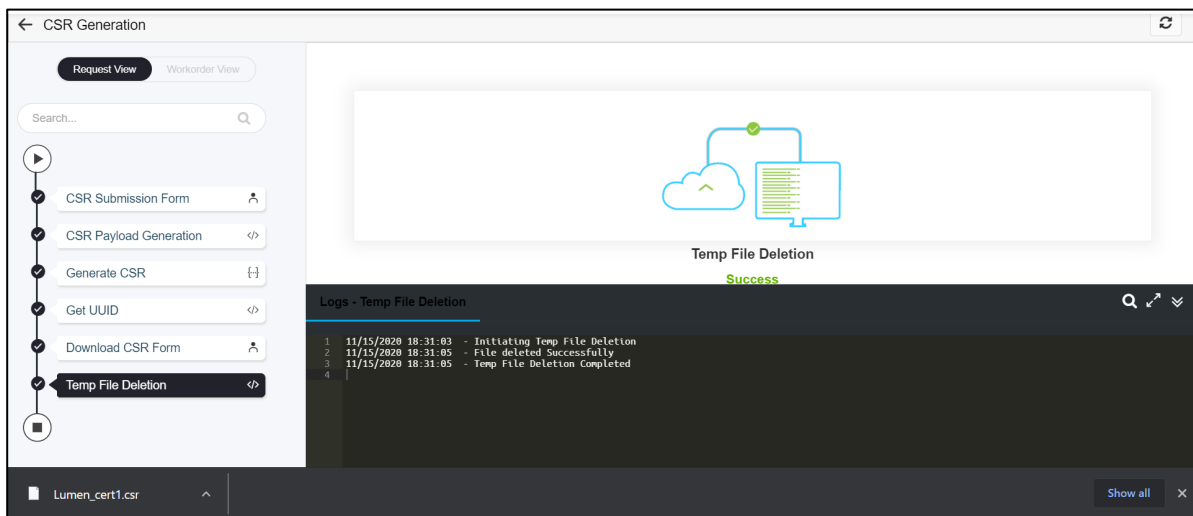 CSR Generation
Request View
Workorder View
Search...
CSR Submission Form
CSR Payload Generation
</>
Generate CSR
Get UUID
</>
Download CSR Form
Temp File Deletion
</>
Temp File Deletion
Success
Logs - Temp File Deletion
1 11/15/2020 18:31:03 - Initiating Temp File Deletion
2 11/15/2020 18:31:05 - File deleted Successfully
3 11/15/2020 18:31:05 - Temp File Deletion Completed
4
Lumen_cert1.csr
Show all